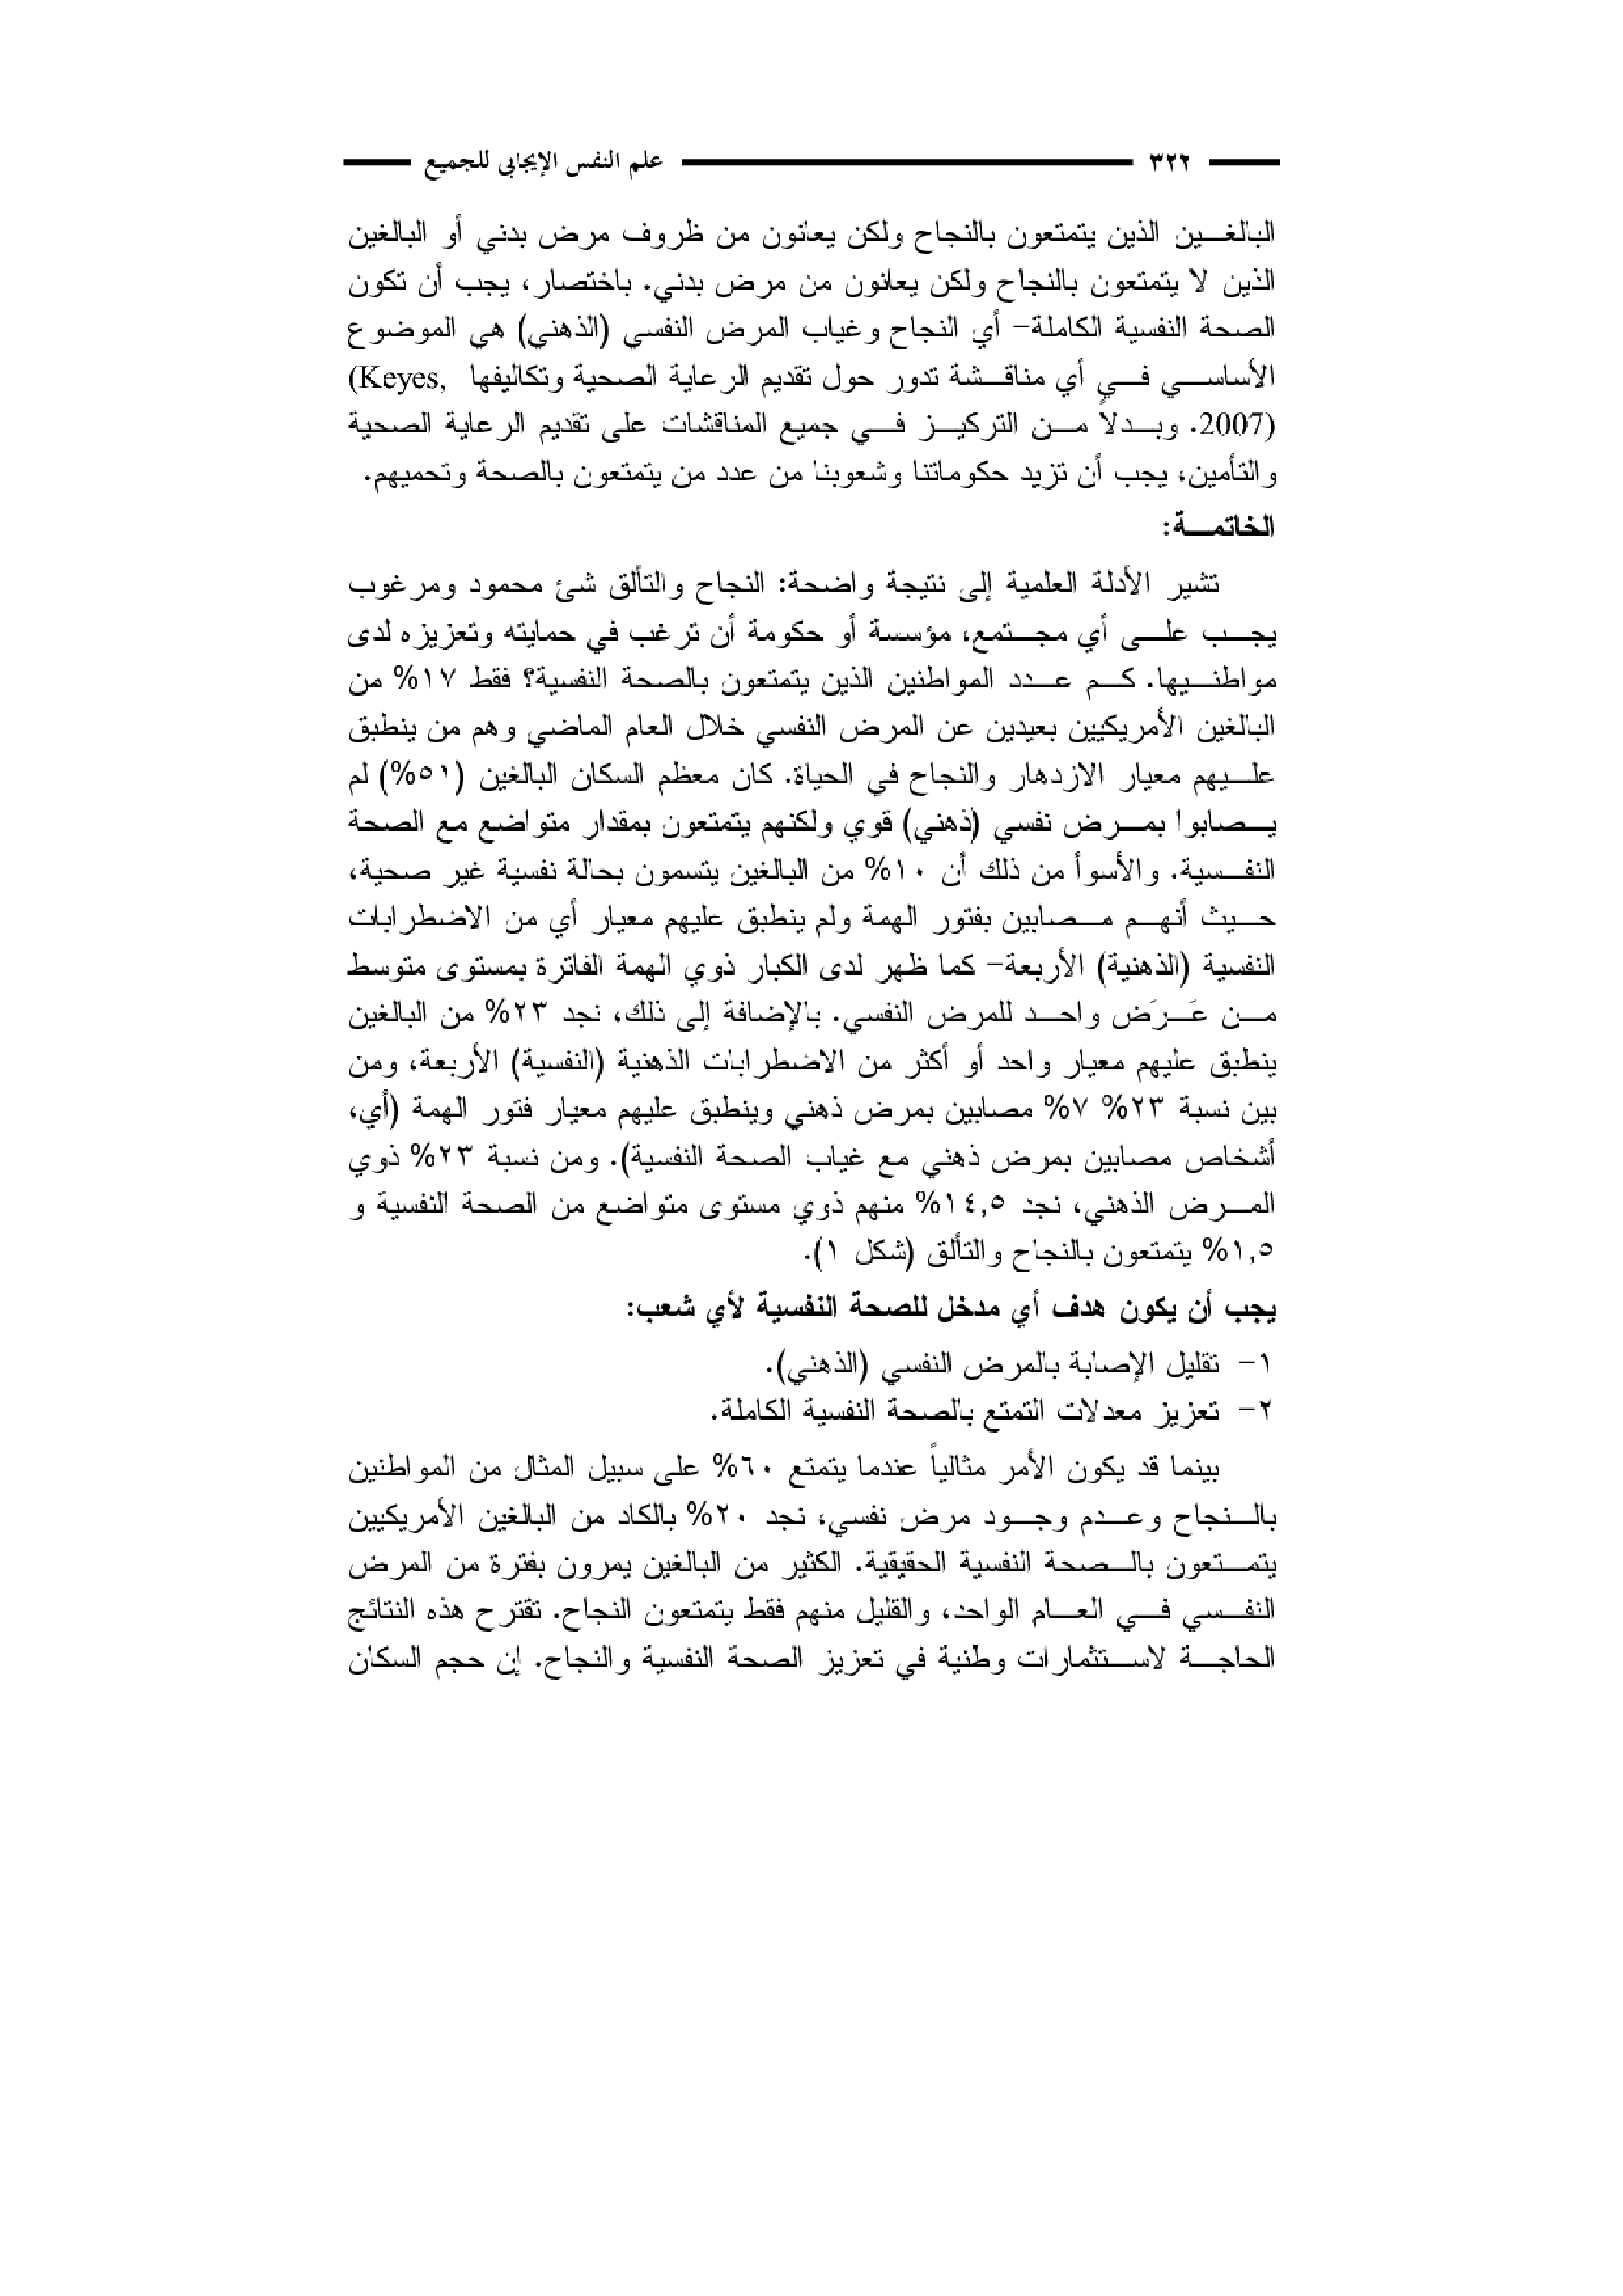 ٣٢٢ علم النفس الإيجابي للجميع
البالغين الذين يتمتعون بالنجاح ولكن يعانون من ظروف مرض بدني أو البالغين
الذين لا يتمتعون بالنجاح ولكن يعانون من مرض بدني. باختصار، يجب أن تكون
الصحة النفسية الكاملة- أي النجاح وغياب المرض النفسي (الذهني) هي الموضوع
الأساسي في أي مناقشة تدور حول تقديم الرعاية الصحية وتكاليفها (Keyes,
2007). وبدلاً من التركيز في جميع المناقشات على تقديم الرعاية الصحية
والتأمين، يجب أن تزيد حكوماتنا وشعوبنا من عدد من يتمتعون بالصحة وتحميهم.
الخاتمة:
تشير الأدلة العلمية إلى نتيجة واضحة: النجاح والتألق شئ محمود ومرغوب
يجب على أي مجتمع، مؤسسة أو حكومة أن ترغب في حمايته وتعزيزه لدى
مواطنيها. كم عدد المواطنين الذين يتمتعون بالصحة النفسية؟ فقط ١٧% من
البالغين الأمريكيين بعيدين عن المرض النفسي خلال العام الماضي وهم من ينطبق
عليهم معيار الازدهار والنجاح في الحياة. كان معظم السكان البالغين (٥١%) لم
يصابوا بمرض نفسي (ذهني) قوي ولكنهم يتمتعون بمقدار متواضع مع الصحة
النفسية. والأسوأ من ذلك أن ١٠% من البالغين يتسمون بحالة نفسية غير صحية،
حيث أنهم مصابين بفتور الهمة ولم ينطبق عليهم معيار أي من الاضطرابات
النفسية (الذهنية) الأربعة- كما ظهر لدى الكبار ذوي الهمة الفاترة بمستوى متوسط
من عَرَض واحد للمرض النفسي. بالإضافة إلى ذلك، نجد ٢٣% من البالغين
ينطبق عليهم معيار واحد أو أكثر من الاضطرابات الذهنية (النفسية) الأربعة، ومن
بين نسبة ٢٣% ٧% مصابين بمرض ذهني وينطبق عليهم معيار فتور الهمة (أي،
أشخاص مصابين بمرض ذهني مع غياب الصحة النفسية). ومن نسبة ٢٣% ذوي
المرض الذهني، نجد ١٤,٥% منهم ذوي مستوى متواضع من الصحة النفسية و
١,٥% يتمتعون بالنجاح والتألق (شكل ١).
يجب أن يكون هدف أي مدخل للصحة النفسية لأي شعب:
١- تقليل الإصابة بالمرض النفسي (الذهني).
٢- تعزيز معدلات التمتع بالصحة النفسية الكاملة.
بينما قد يكون الأمر مثالياً عندما يتمتع ٦٠% على سبيل المثال من المواطنين
بالنجاح وعدم وجود مرض نفسي، نجد ٢٠% بالكاد من البالغين الأمريكيين
يتمتعون بالصحة النفسية الحقيقية. الكثير من البالغين يمرون بفترة من المرض
النفسي في العام الواحد، والقليل منهم فقط يتمتعون النجاح. تقترح هذه النتائج
الحاجة لاستثمارات وطنية في تعزيز الصحة النفسية والنجاح. إن حجم السكان